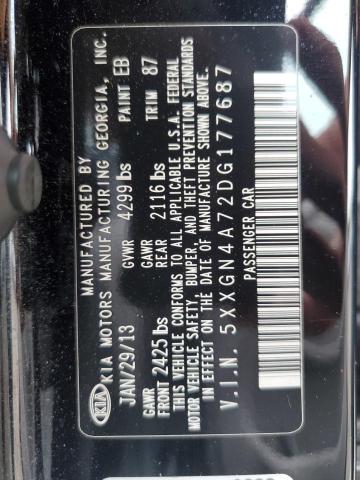 KIA
MANUFACTURED BY
KIA MOTORS MANUFACTURING GEORGIA, INC.
JAN/29/13 PAINT EB
GVWR 4299 lbs TRIM 87
GAWR FRONT 2425 lbs GAWR REAR 2116 lbs
THIS VEHICLE CONFORMS TO ALL APPLICABLE U.S.A. FEDERAL
MOTOR VEHICLE SAFETY, BUMPER, AND THEFT PREVENTION STANDARDS
IN EFFECT ON THE DATE OF MANUFACTURE SHOWN ABOVE.
V.I.N. 5XXGN4A72DG177687
PASSENGER CAR